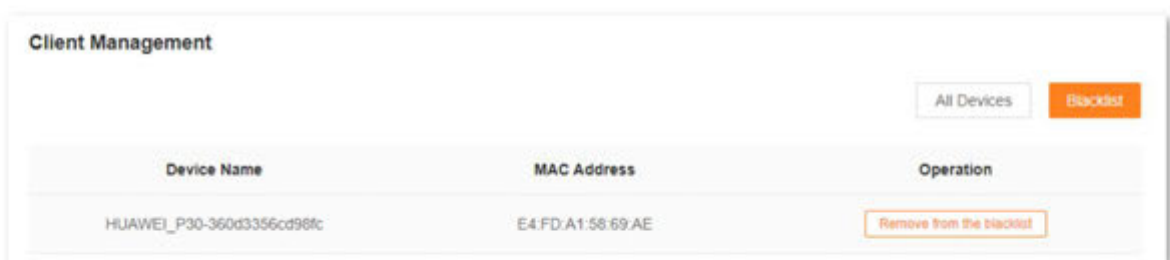 Client Management
All Devices Blacklist
Device Name MAC Address Operation
HUAWEI_P30-360d3356cd98fc E4:FD:A1:58:69:AE Remove from the blacklist